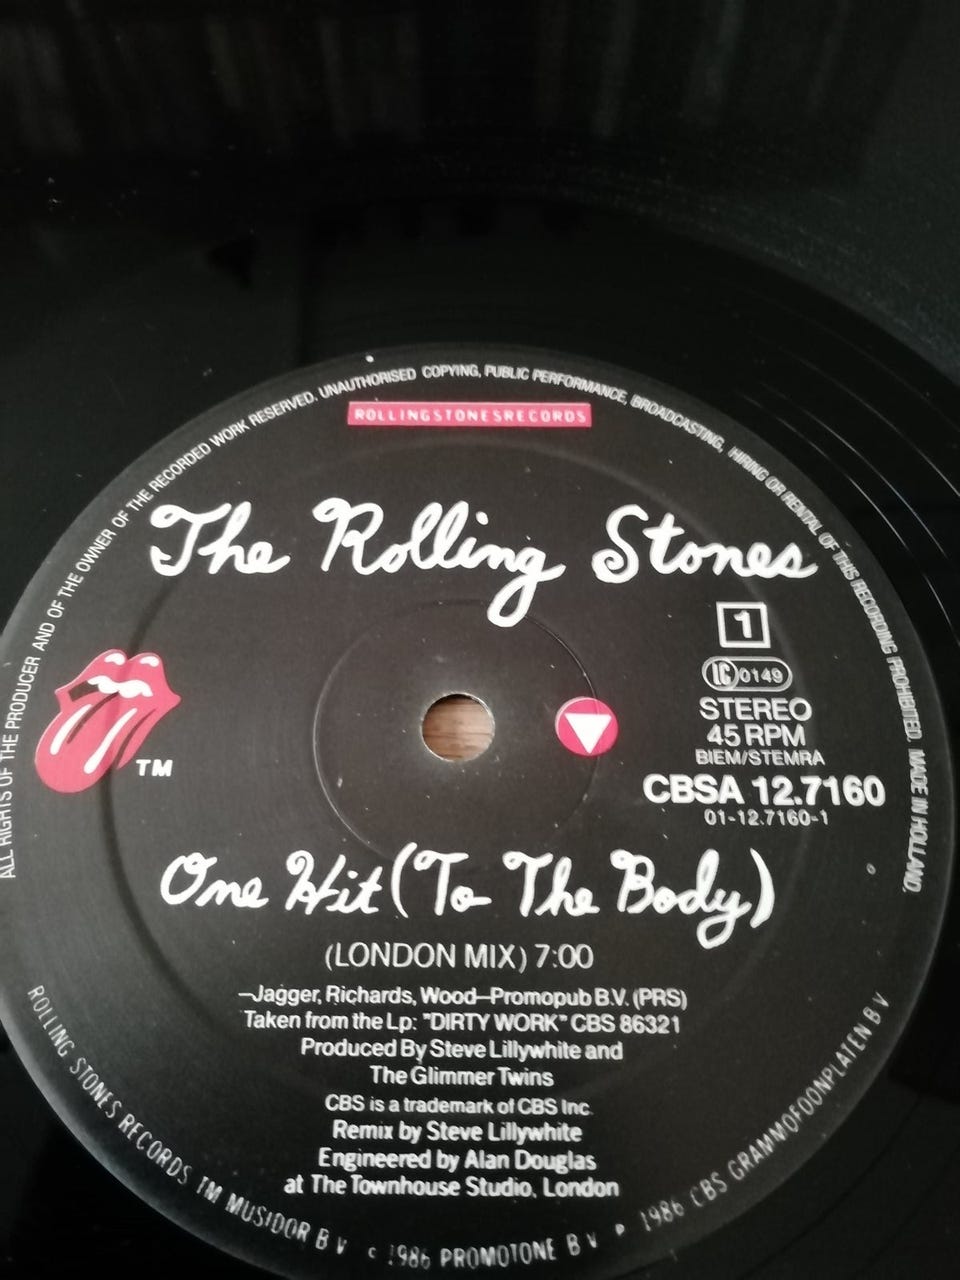 ALL RIGHTS OF THE PRODUCER AND OF THE OWNER OF THE RECORDED WORK RESERVED. UNAUTHORISED COPYING, PUBLIC PERFORMANCE, BROADCASTING, HIRING OR RENTAL OF THIS RECORDING PROHIBITED. MADE IN HOLLAND.
ROLLINGSTONESRECORDS
The Rolling Stones
1
LC 0149
STEREO
45 RPM
BIEM/STEMRA
TM
CBSA 12.7160
01-12.7160-1
One Hit (To The Body)
(LONDON MIX) 7:00
–Jagger, Richards, Wood–Promopub B.V. (PRS)
Taken from the Lp: "DIRTY WORK" CBS 86321
Produced By Steve Lillywhite and
The Glimmer Twins
CBS is a trademark of CBS Inc.
Remix by Steve Lillywhite
Engineered by Alan Douglas
at The Townhouse Studio, London
ROLLING STONES RECORDS TM MUSIDOR B V c 1986 PROMOTONE B V P 1986 CBS GRAMMOFOONPLATEN B V